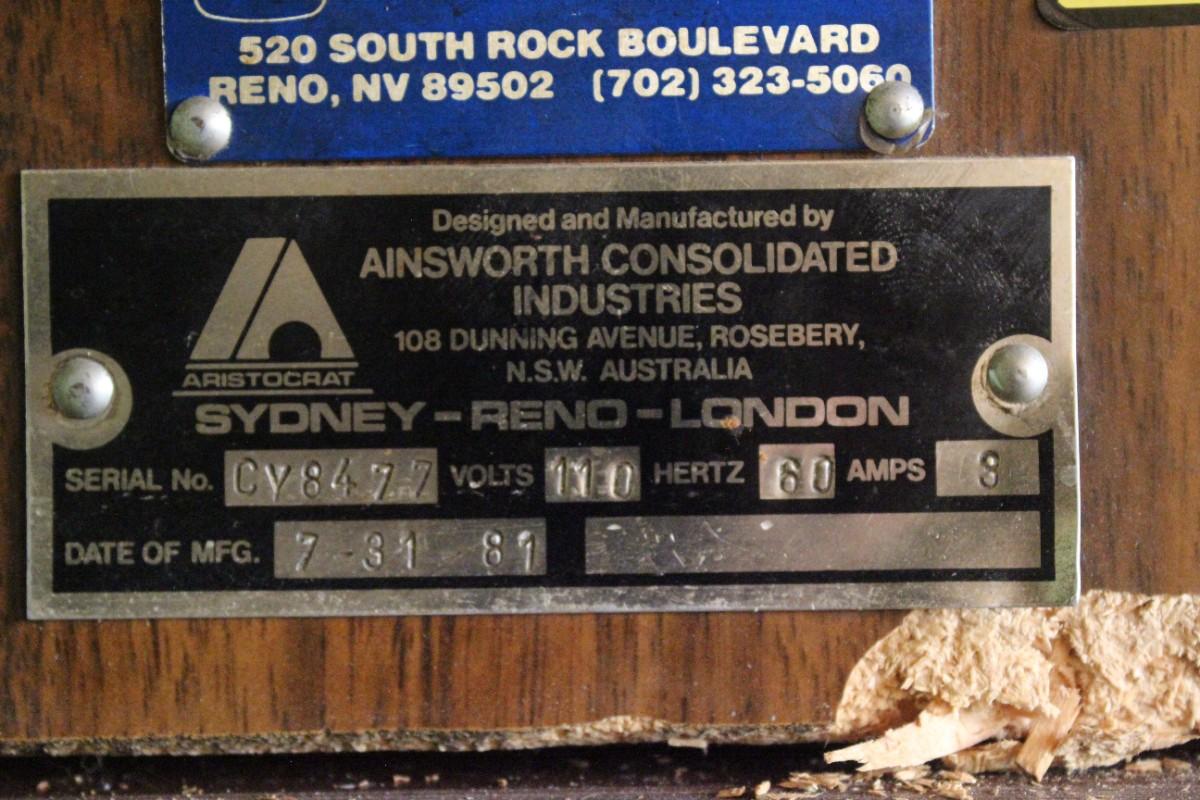 520 SOUTH ROCK BOULEVARD
RENO, NV 89502 (702) 323-5060
Designed and Manufactured by
AINSWORTH CONSOLIDATED
INDUSTRIES
108 DUNNING AVENUE, ROSEBERY,
N.S.W. AUSTRALIA
ARISTOCRAT
SYDNEY-RENO-LONDON
SERIAL No. CY8477 VOLTS 110 HERTZ 60 AMPS 8
DATE OF MFG. 7-31 81